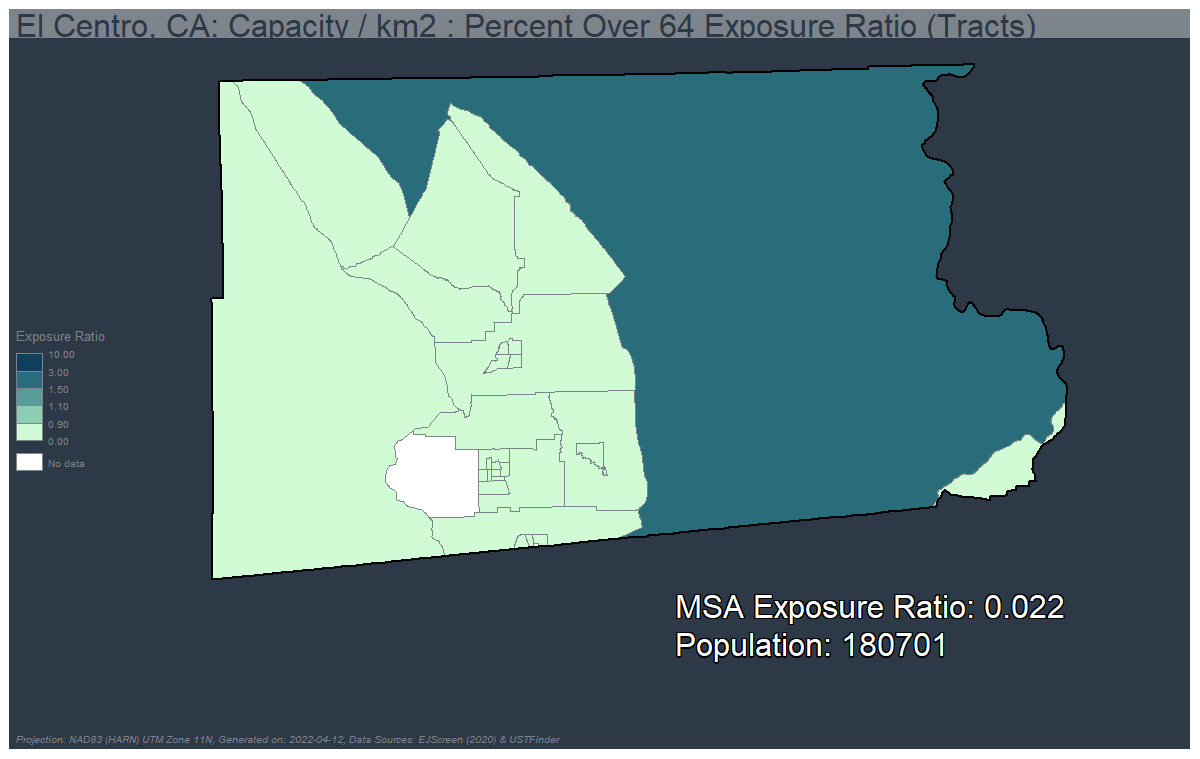 El Centro, CA: Capacity / km2 : Percent Over 64 Exposure Ratio (Tracts)
Exposure Ratio
10.00
3.00
1.50
1.10
0.90
0.00
No data
MSA Exposure Ratio: 0.022
Population: 180701
Projection: NAD83 (HARN) UTM Zone 11N, Generated on: 2022-04-12, Data Sources: EJScreen (2020) & USTFinder